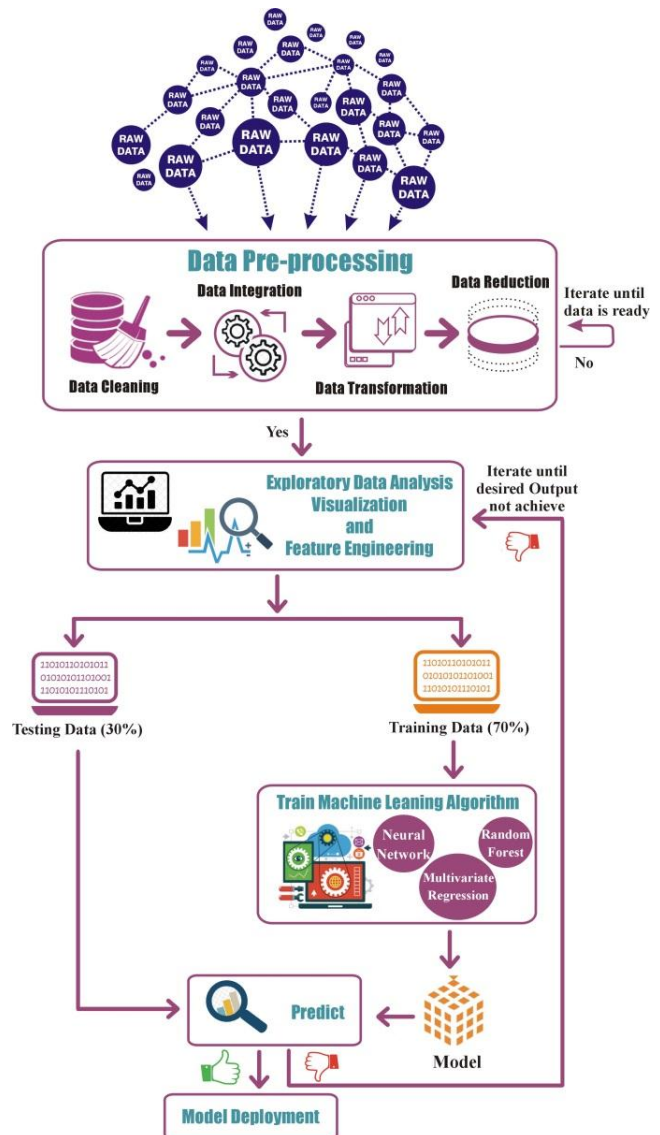 RAW
DATA
RAW
DATA
RAW
DATA
RAW
DATA
RAW
DATA
RAW
DATA
RAW
DATA
RAW
DATA
RAW
DATA
RAW
DATA
RAW
DATA
RAW
DATA
RAW
DATA
RAW
DATA
RAW
DATA
RAW
DATA
RAW
DATA
RAW
DATA
RAW
DATA
RAW
DATA
RAW
DATA
RAW
DATA
RAW
DATA
RAW
DATA
Data Pre-processing
Data Cleaning
Data Integration
Data Transformation
Data Reduction
Iterate until
data is ready
No
Yes
Exploratory Data Analysis
Visualization
and
Feature Engineering
Iterate until
desired Output
not achieve
11010110101011
01010101101001
11010101110101
Testing Data (30%)
11010110101011
01010101101001
11010101110101
Training Data (70%)
Train Machine Leaning Algorithm
Neural
Network
Random
Forest
Multivariate
Regression
Predict
Model
Model Deployment